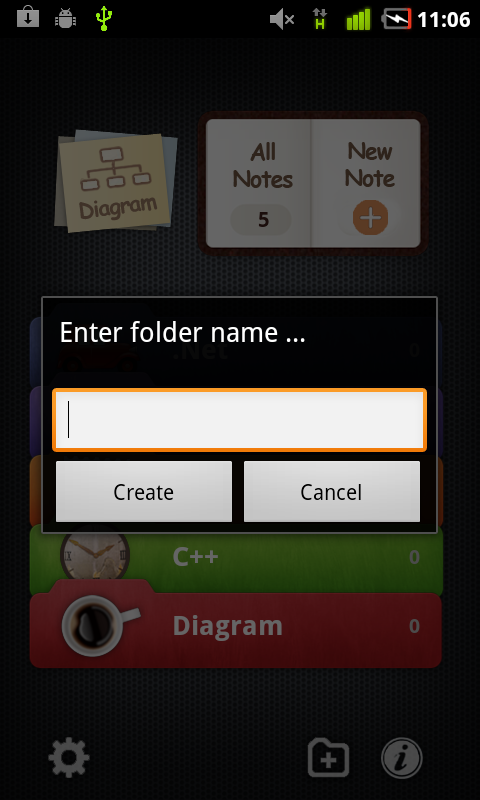 H
11:06
All
Notes
5
New
Note
Diagram
Enter folder name ...
.Net
0
Create
Cancel
C++
0
Diagram
0